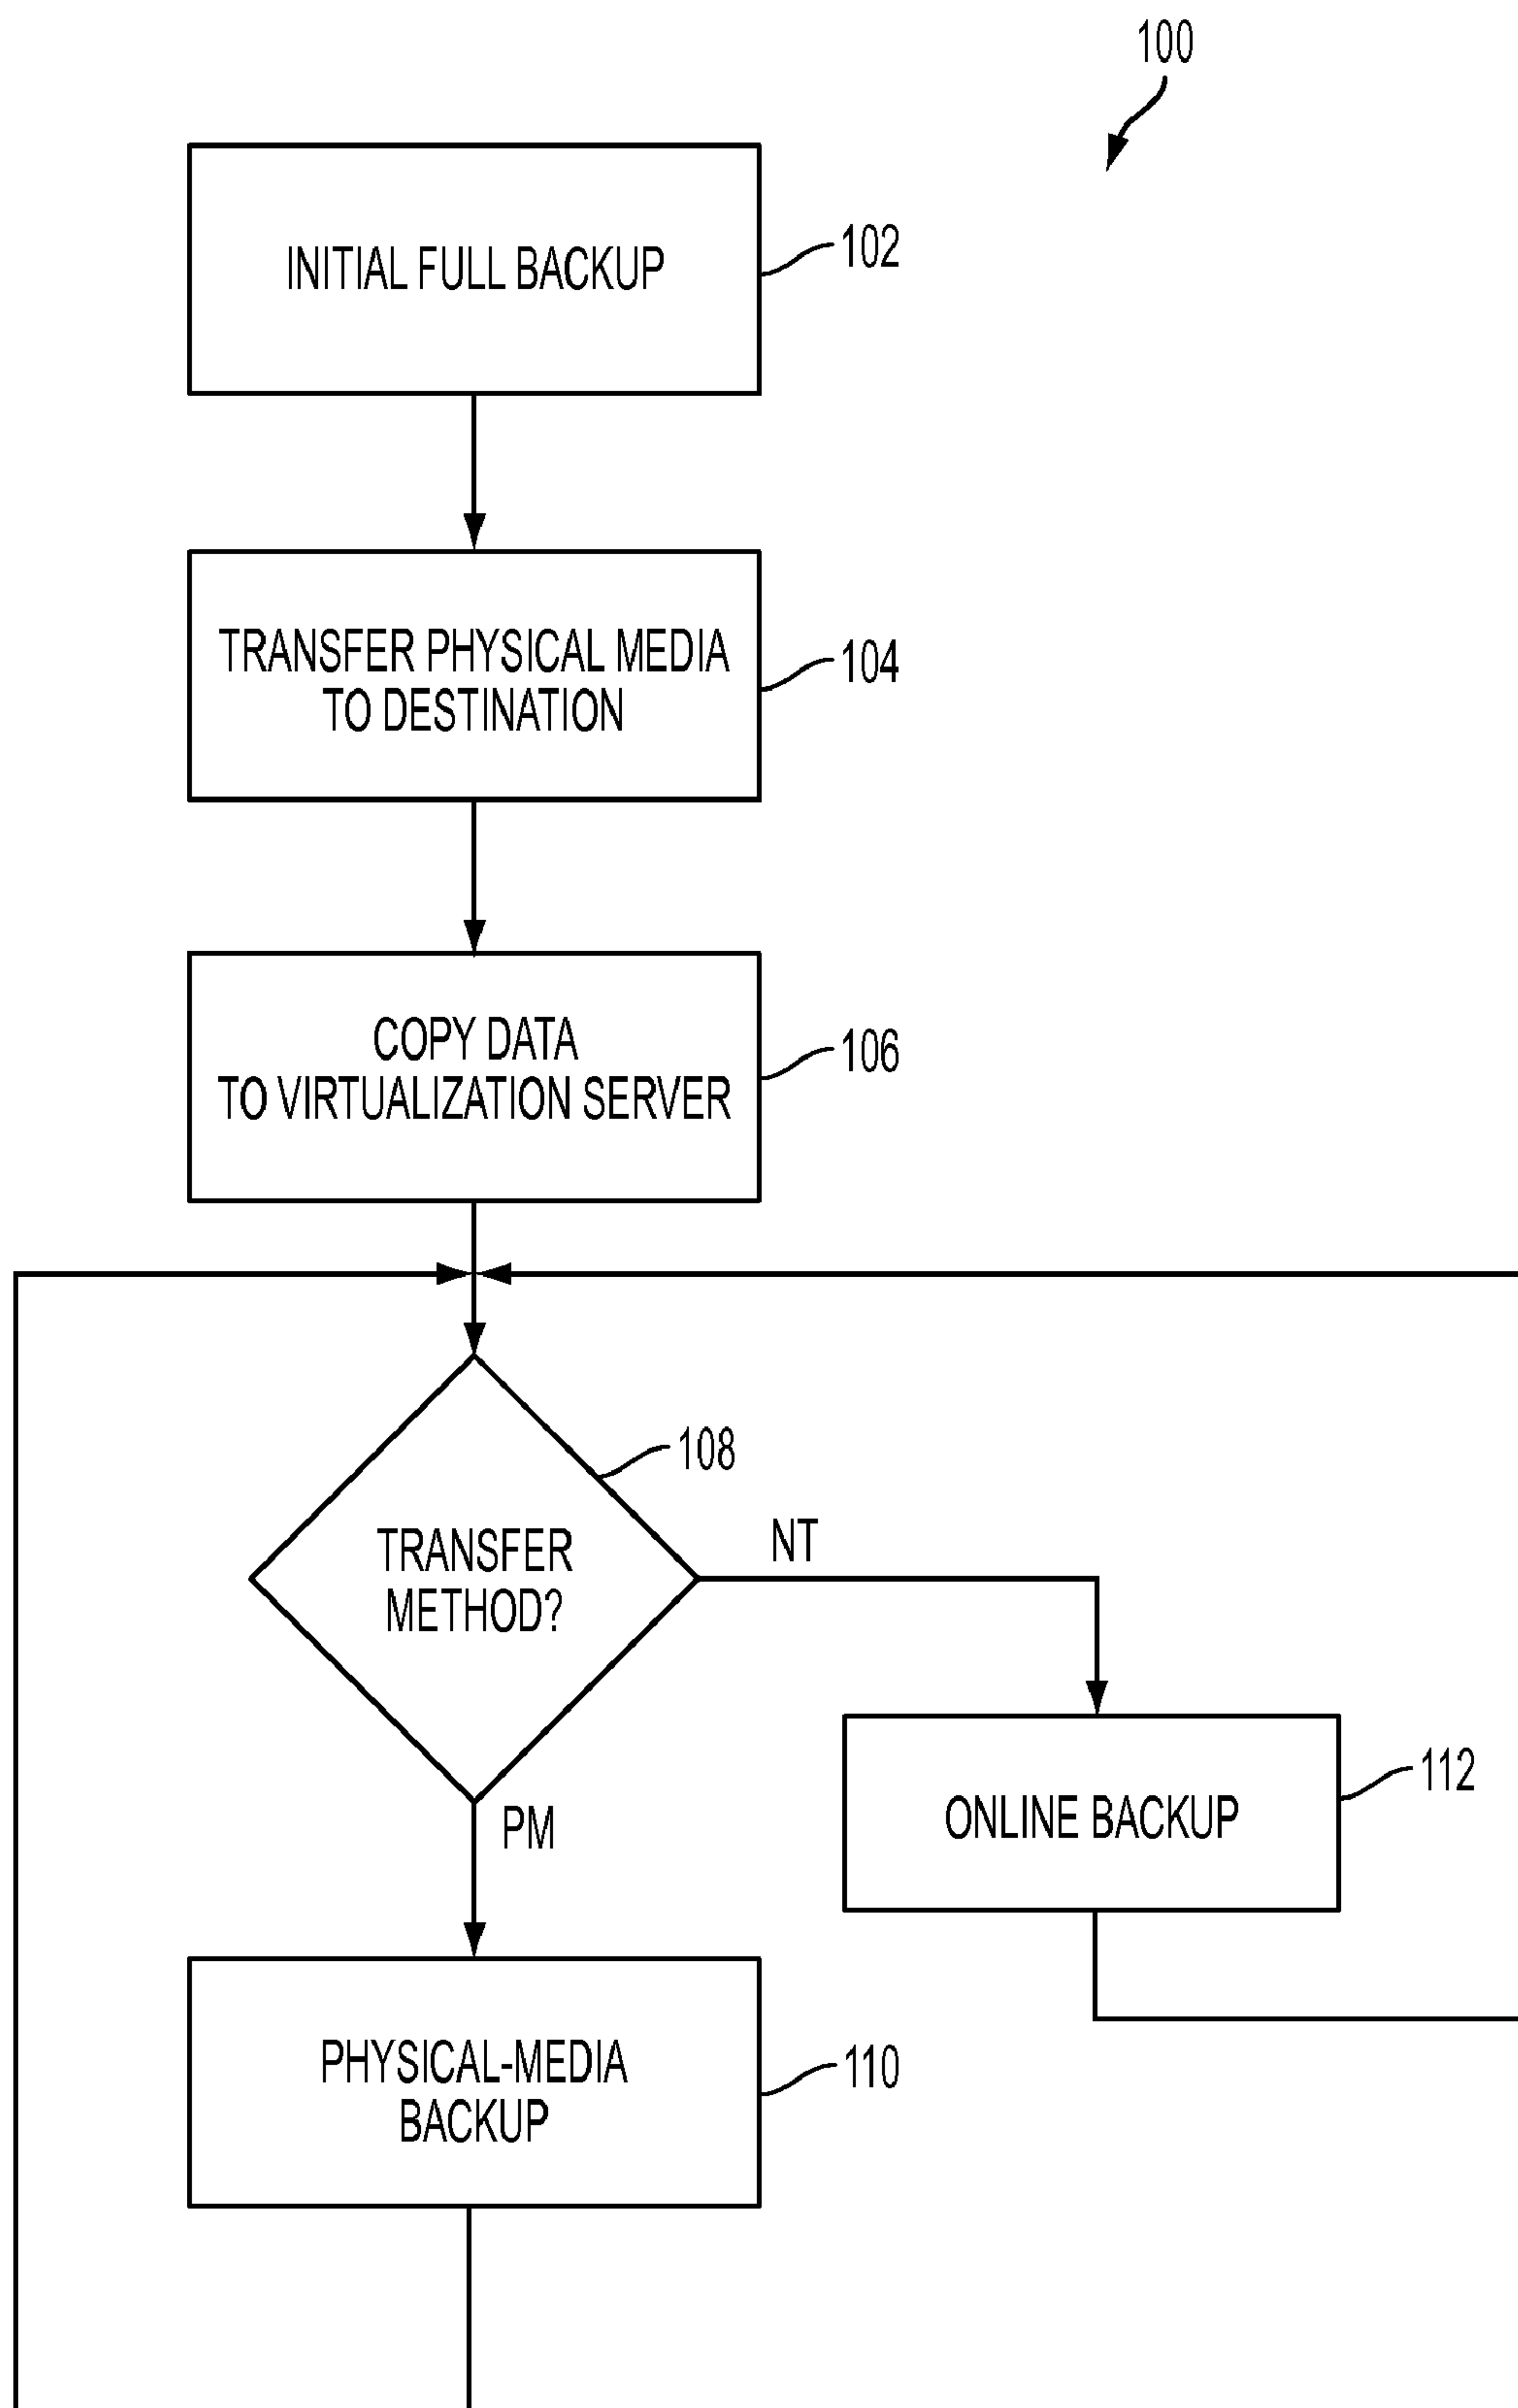 100
INITIAL FULL BACKUP
102
TRANSFER PHYSICAL MEDIA
TO DESTINATION
104
COPY DATA
TO VIRTUALIZATION SERVER
106
108
TRANSFER
METHOD?
NT
PM
112
ONLINE BACKUP
PHYSICAL-MEDIA
BACKUP
110